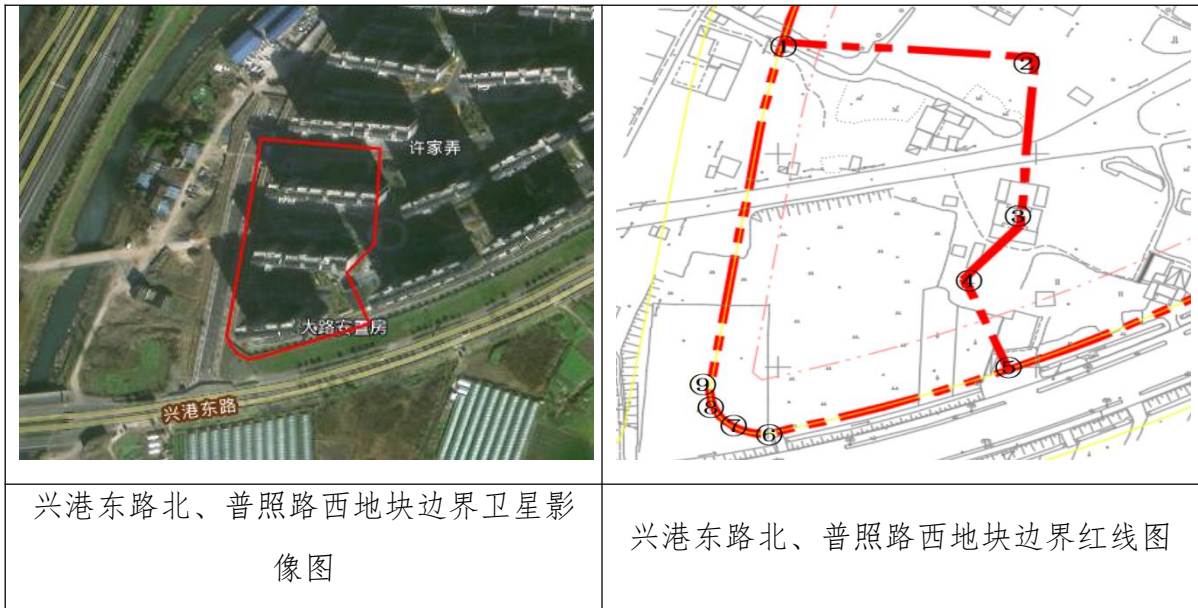 许家弄
大路安置房
兴港东路
①
②
③
④
⑤
⑨
⑧
⑦
⑥
兴港东路北、普照路西地块边界卫星影
像图
兴港东路北、普照路西地块边界红线图